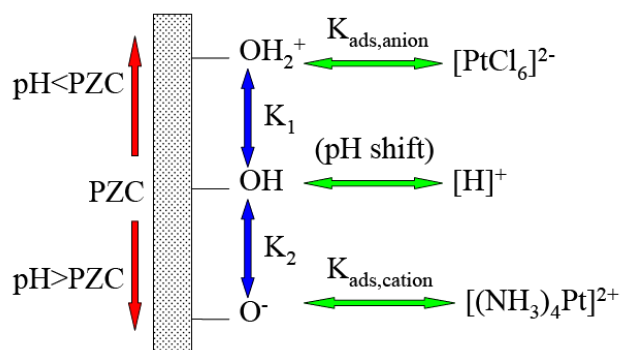 OH₂⁺
K_ads,anion
[PtCl₆]²⁻
pH<PZC
K₁
(pH shift)
PZC
OH
[H]⁺
pH>PZC
K₂
K_ads,cation
O⁻
[(NH₃)₄Pt]²⁺